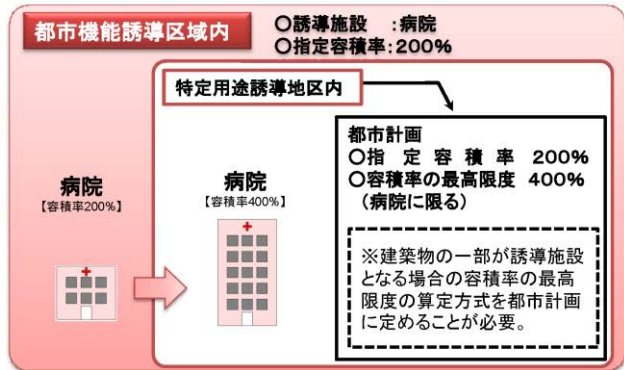 都市機能誘導区域内
〇誘導施設 :病院
〇指定容積率:200%
特定用途誘導地区内
都市計画
〇指 定 容 積 率 200%
〇容積率の最高限度 400%
(病院に限る)
※建築物の一部が誘導施設
となる場合の容積率の最高
限度の算定方式を都市計画
に定めることが必要。
病院
【容積率200%】
病院
【容積率400%】